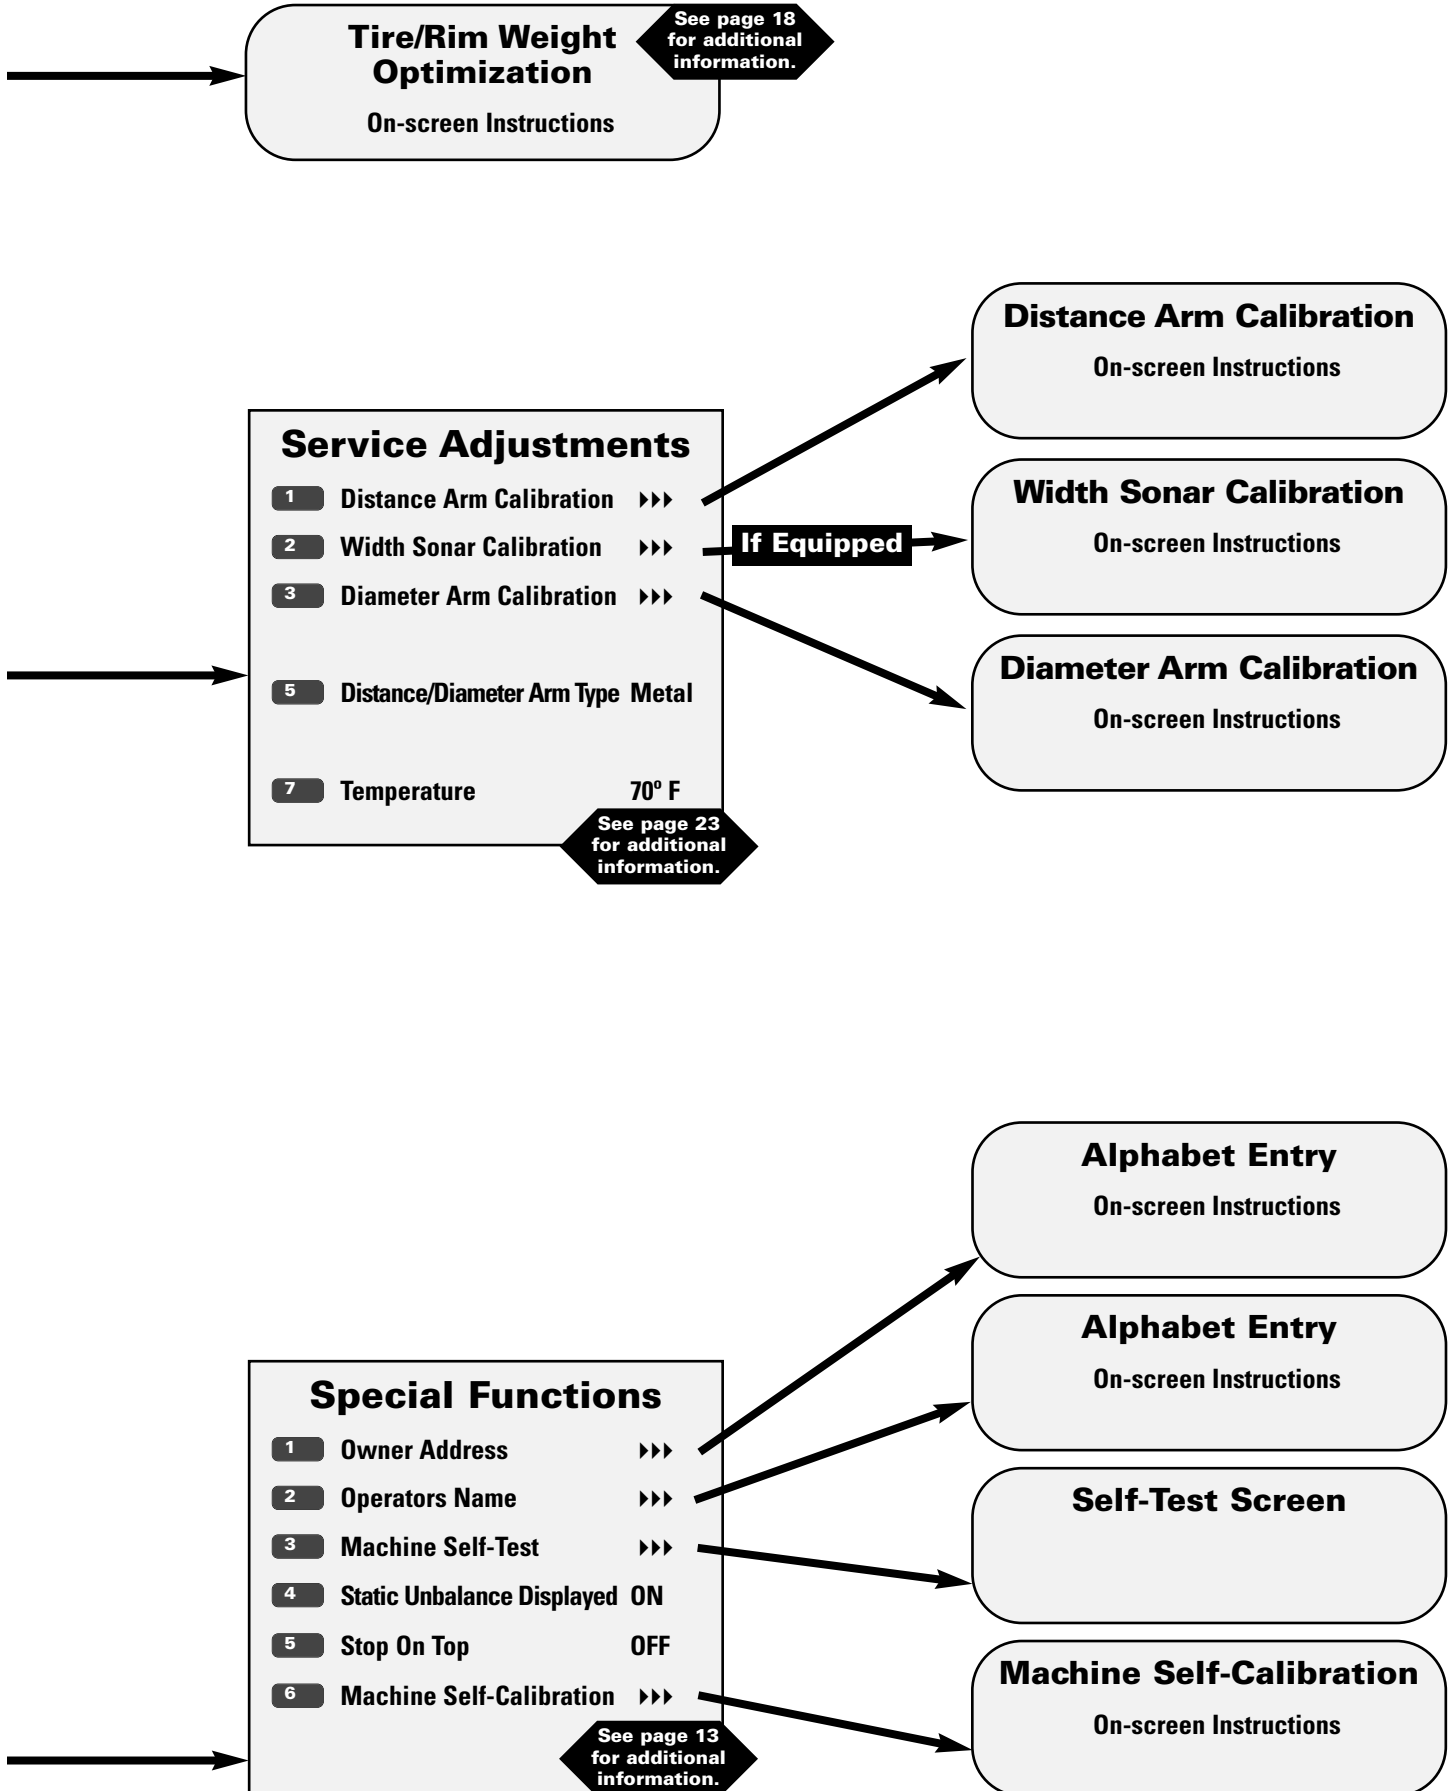 Tire/Rim Weight
Optimization
On-screen Instructions
See page 18
for additional
information.
Service Adjustments
1 Distance Arm Calibration
2 Width Sonar Calibration
3 Diameter Arm Calibration
5 Distance/Diameter Arm Type Metal
7 Temperature 70º F
See page 23
for additional
information.
If Equipped
Distance Arm Calibration
On-screen Instructions
Width Sonar Calibration
On-screen Instructions
Diameter Arm Calibration
On-screen Instructions
Special Functions
1 Owner Address
2 Operators Name
3 Machine Self-Test
4 Static Unbalance Displayed ON
5 Stop On Top OFF
6 Machine Self-Calibration
See page 13
for additional
information.
Alphabet Entry
On-screen Instructions
Alphabet Entry
On-screen Instructions
Self-Test Screen
Machine Self-Calibration
On-screen Instructions